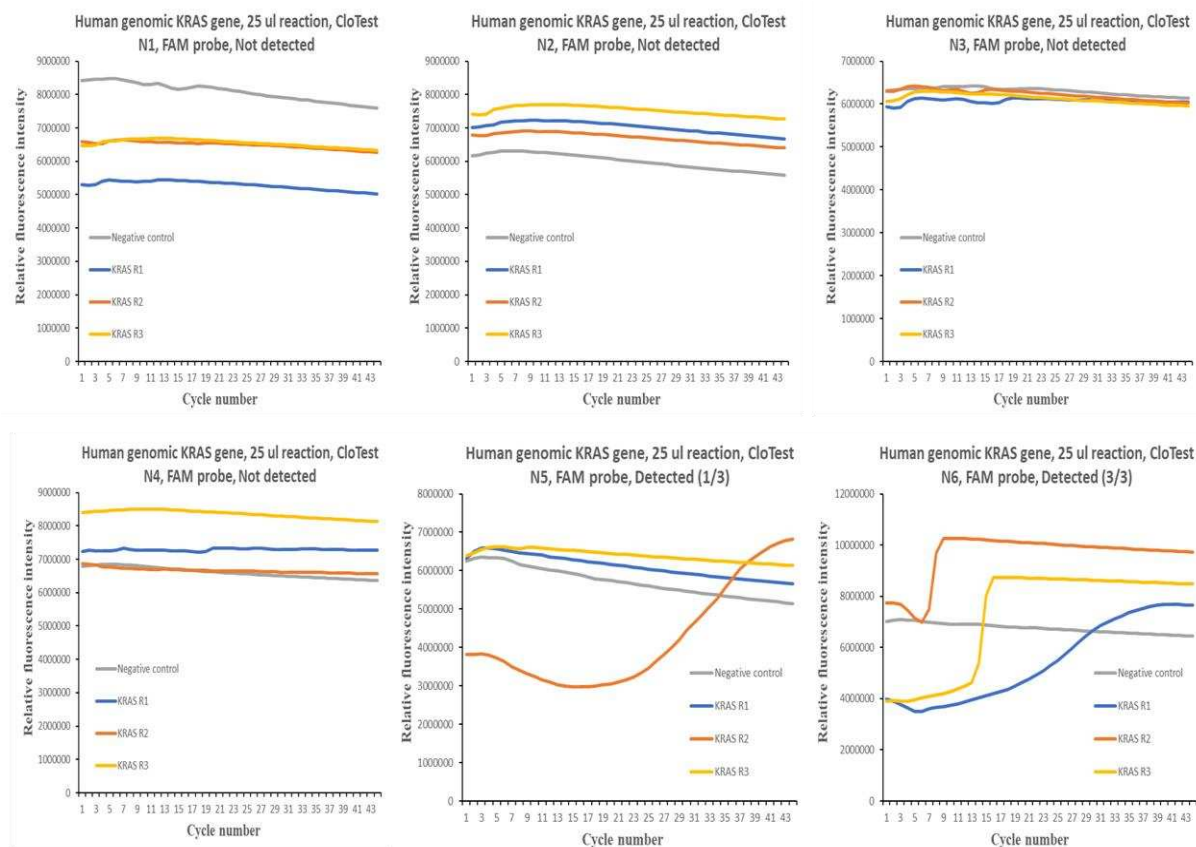 Human genomic KRAS gene, 25 ul reaction, CloTest
N1, FAM probe, Not detected
Relative fluorescence intensity
9000000
8000000
7000000
6000000
5000000
4000000
3000000
2000000
1000000
0
Negative control
KRAS R1
KRAS R2
KRAS R3
1 3 5 7 9 11 13 15 17 19 21 23 25 27 29 31 33 35 37 39 41 43
Cycle number
Human genomic KRAS gene, 25 ul reaction, CloTest
N2, FAM probe, Not detected
Relative fluorescence intensity
9000000
8000000
7000000
6000000
5000000
4000000
3000000
2000000
1000000
0
Negative control
KRAS R1
KRAS R2
KRAS R3
1 3 5 7 9 11 13 15 17 19 21 23 25 27 29 31 33 35 37 39 41 43
Cycle number
Human genomic KRAS gene, 25 ul reaction, CloTest
N3, FAM probe, Not detected
Relative fluorescence intensity
7000000
6000000
5000000
4000000
3000000
2000000
1000000
0
Negative control
KRAS R1
KRAS R2
KRAS R3
1 3 5 7 9 11 13 15 17 19 21 23 25 27 29 31 33 35 37 39 41 43
Cycle number
Human genomic KRAS gene, 25 ul reaction, CloTest
N4, FAM probe, Not detected
Relative fluorescence intensity
9000000
8000000
7000000
6000000
5000000
4000000
3000000
2000000
1000000
0
Negative control
KRAS R1
KRAS R2
KRAS R3
1 3 5 7 9 11 13 15 17 19 21 23 25 27 29 31 33 35 37 39 41 43
Cycle number
Human genomic KRAS gene, 25 ul reaction, CloTest
N5, FAM probe, Detected (1/3)
Relative fluorescence intensity
8000000
7000000
6000000
5000000
4000000
3000000
2000000
1000000
0
Negative control
KRAS R1
KRAS R2
KRAS R3
1 3 5 7 9 11 13 15 17 19 21 23 25 27 29 31 33 35 37 39 41 43
Cycle number
Human genomic KRAS gene, 25 ul reaction, CloTest
N6, FAM probe, Detected (3/3)
Relative fluorescence intensity
12000000
10000000
8000000
6000000
4000000
2000000
0
Negative control
KRAS R1
KRAS R2
KRAS R3
1 3 5 7 9 11 13 15 17 19 21 23 25 27 29 31 33 35 37 39 41 43
Cycle number